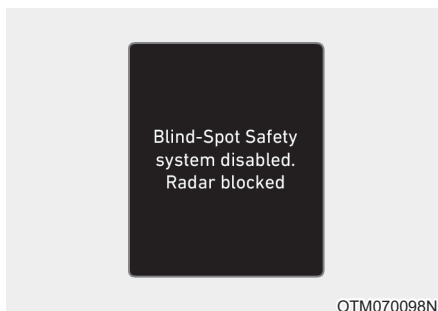 Blind-Spot Safety
system disabled.
Radar blocked
OTM070098N